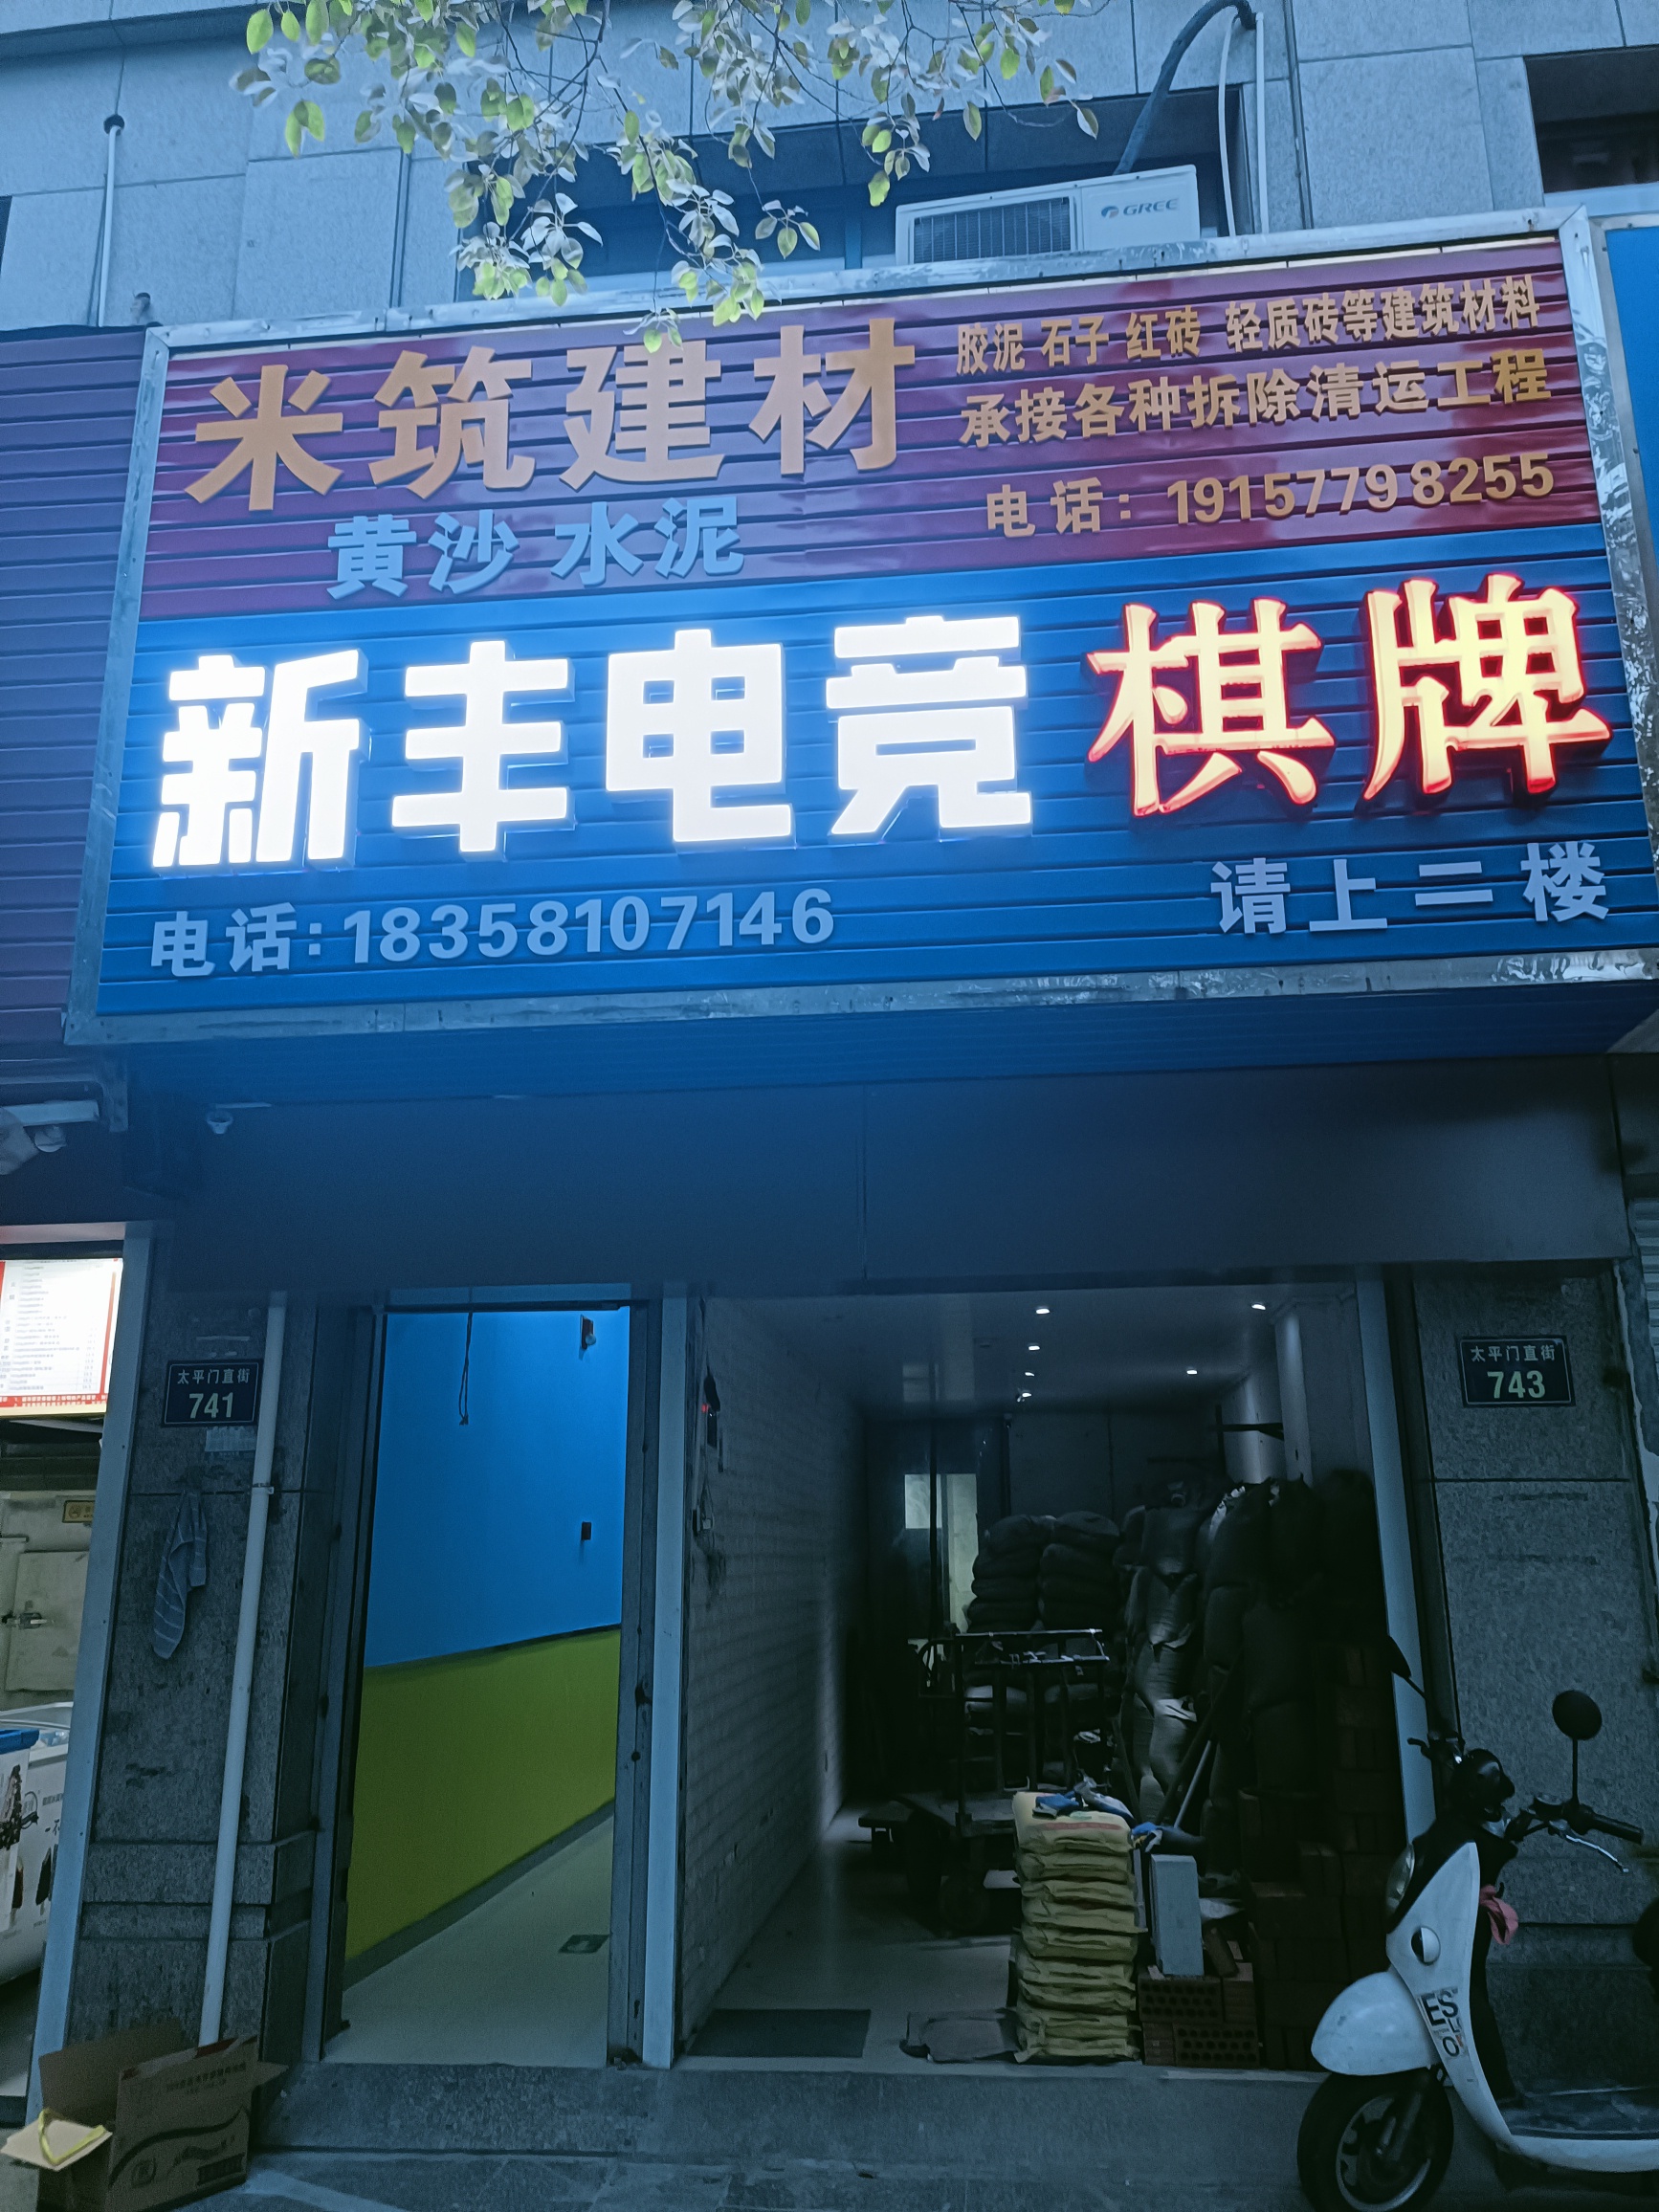 GREE
米筑建材
胶泥 石子 红砖 轻质砖等建筑材料
承接各种拆除清运工程
黄沙 水泥
电话：19157798255
新丰电竞 棋牌
电话：18358107146
请上二楼
太平门直街
741
太平门直街
743
ES